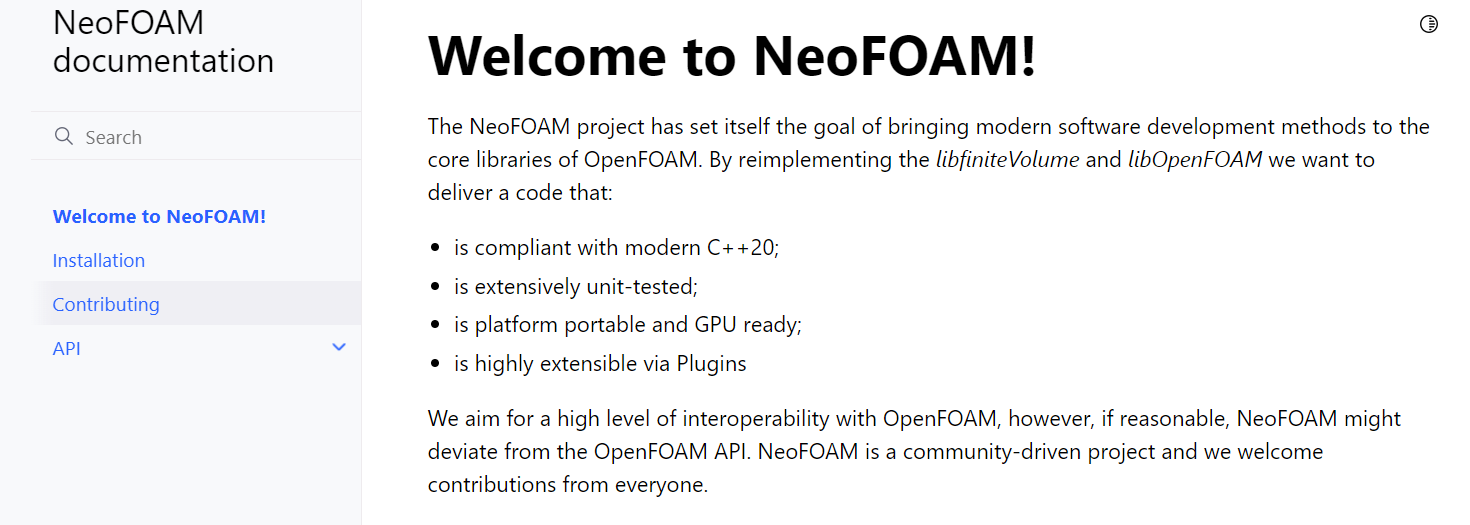 NeoFOAM
documentation
Search
Welcome to NeoFOAM!
Installation
Contributing
API
Welcome to NeoFOAM!
The NeoFOAM project has set itself the goal of bringing modern software development methods to the
core libraries of OpenFOAM. By reimplementing the libfiniteVolume and libOpenFOAM we want to
deliver a code that:
• is compliant with modern C++20;
• is extensively unit-tested;
• is platform portable and GPU ready;
• is highly extensible via Plugins
We aim for a high level of interoperability with OpenFOAM, however, if reasonable, NeoFOAM might
deviate from the OpenFOAM API. NeoFOAM is a community-driven project and we welcome
contributions from everyone.